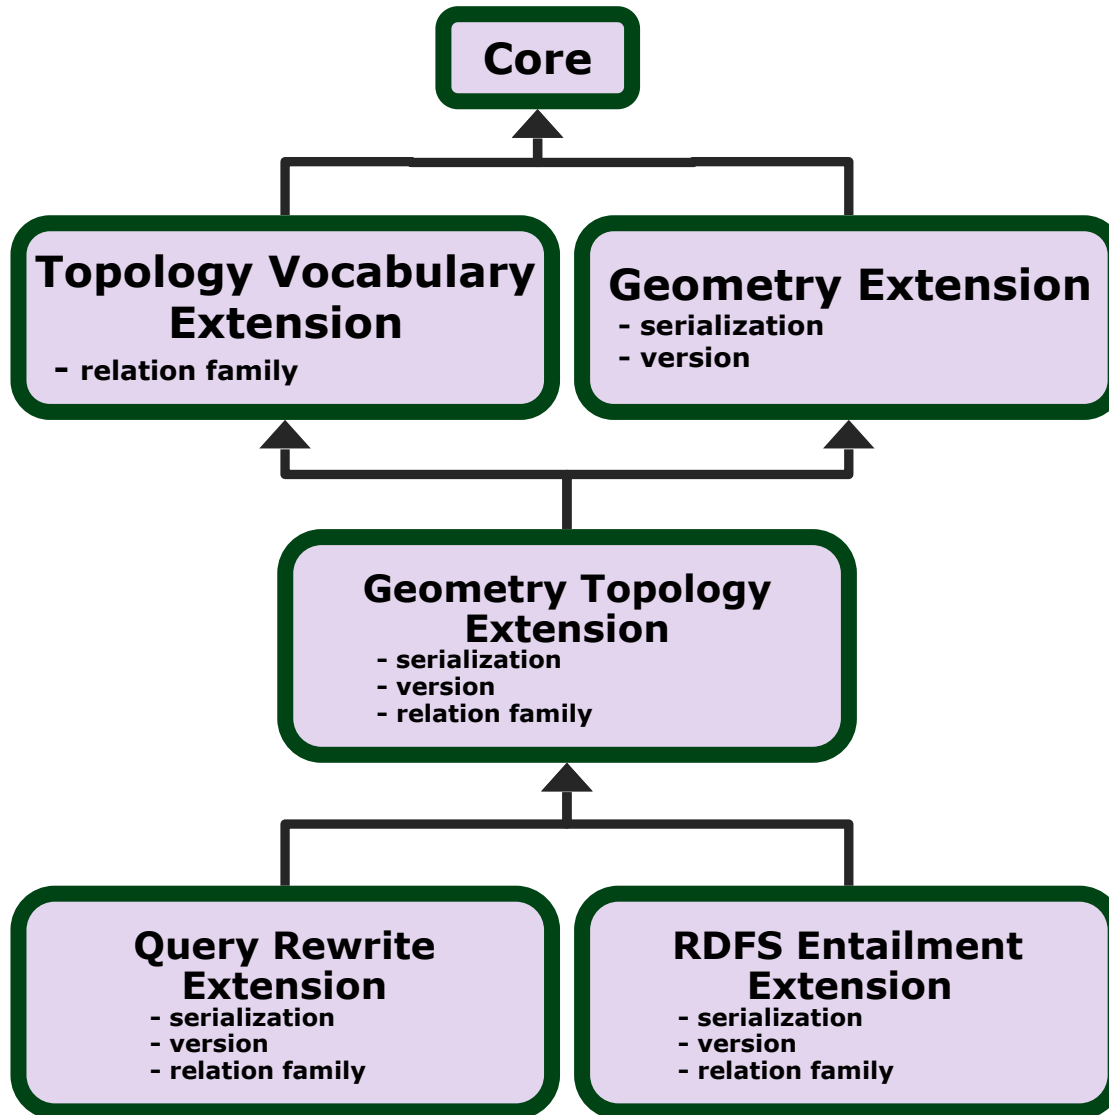 Core
Topology Vocabulary
Extension
- relation family
Geometry Extension
- serialization
- version
Geometry Topology
Extension
- serialization
- version
- relation family
Query Rewrite
Extension
- serialization
- version
- relation family
RDFS Entailment
Extension
- serialization
- version
- relation family